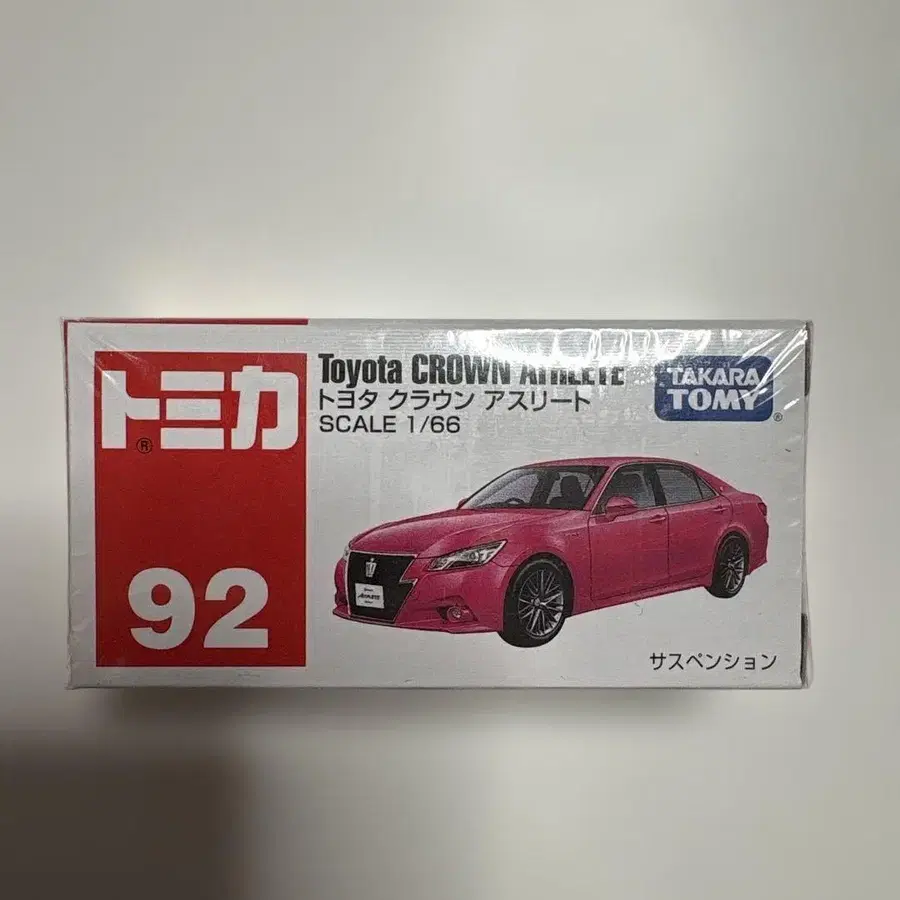 トミカ
®
92
Toyota CROWN ATHLETE
トヨタ クラウン アスリート
SCALE 1/66
TAKARA
TOMY
®
ATHLETE
サスペンション